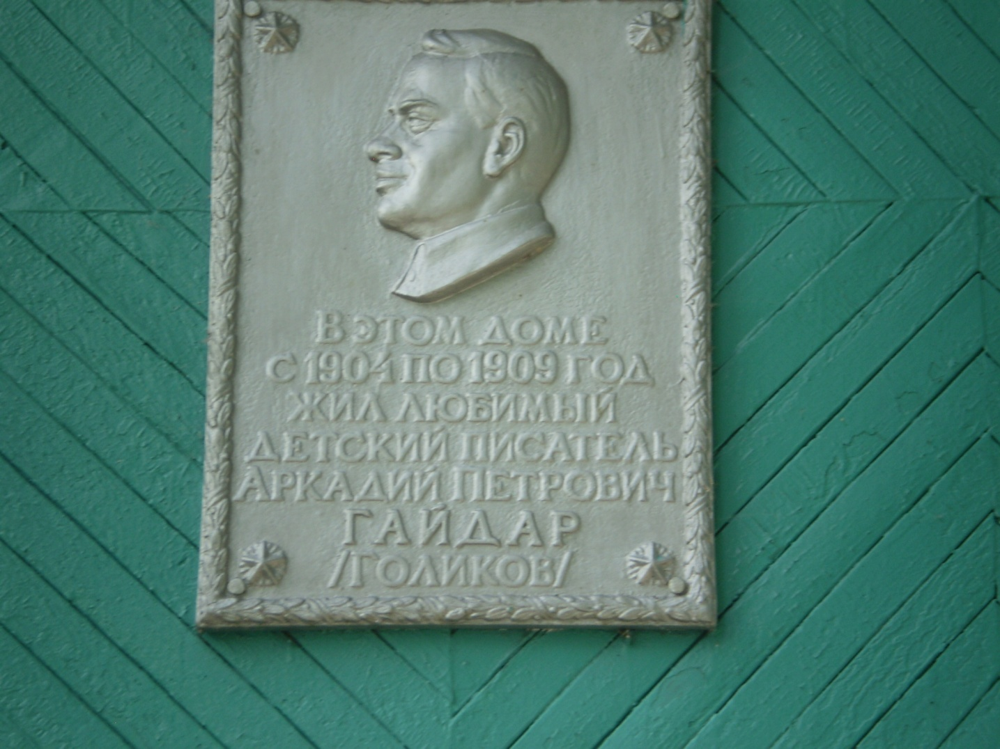 В ЭТОМ ДОМЕ
С 1904 ПО 1909 ГОД
ЖИЛ ЛЮБИМЫЙ
ДЕТСКИЙ ПИСАТЕЛЬ
АРКАДИЙ ПЕТРОВИЧ
ГАЙДАР
/ГОЛИКОВ/